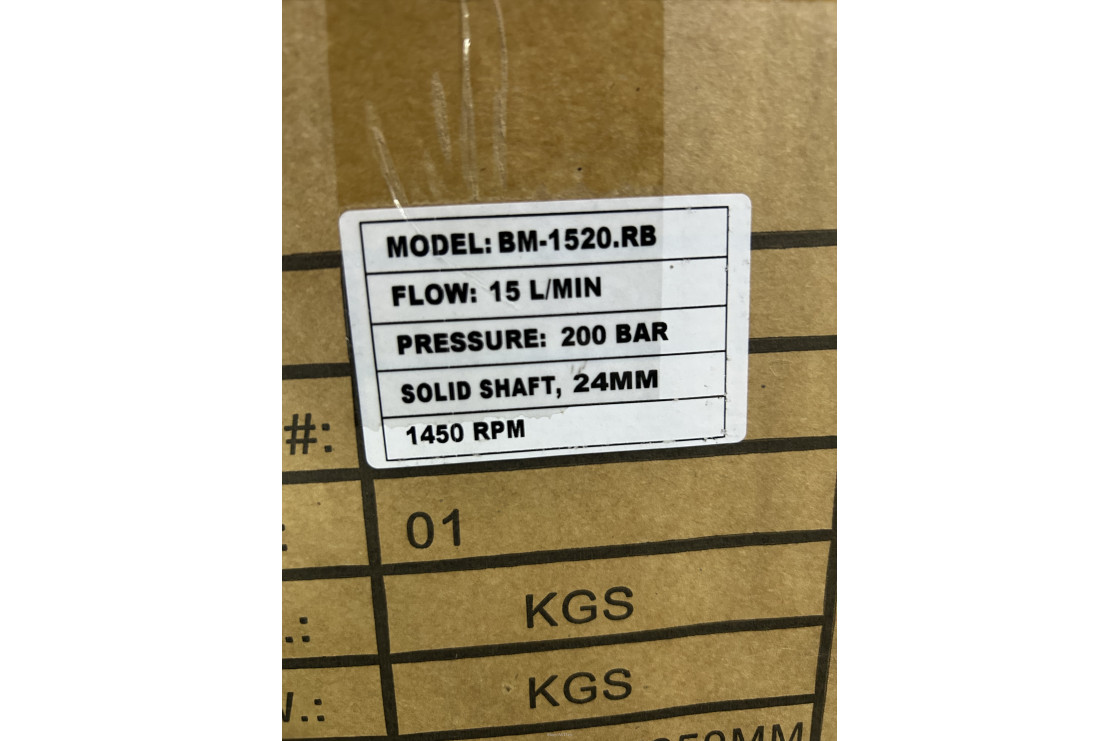 MODEL: BM-1520.RB
FLOW: 15 L/MIN
PRESSURE: 200 BAR
SOLID SHAFT, 24MM
#:
1450 RPM
: 01
.: KGS
W.: KGS